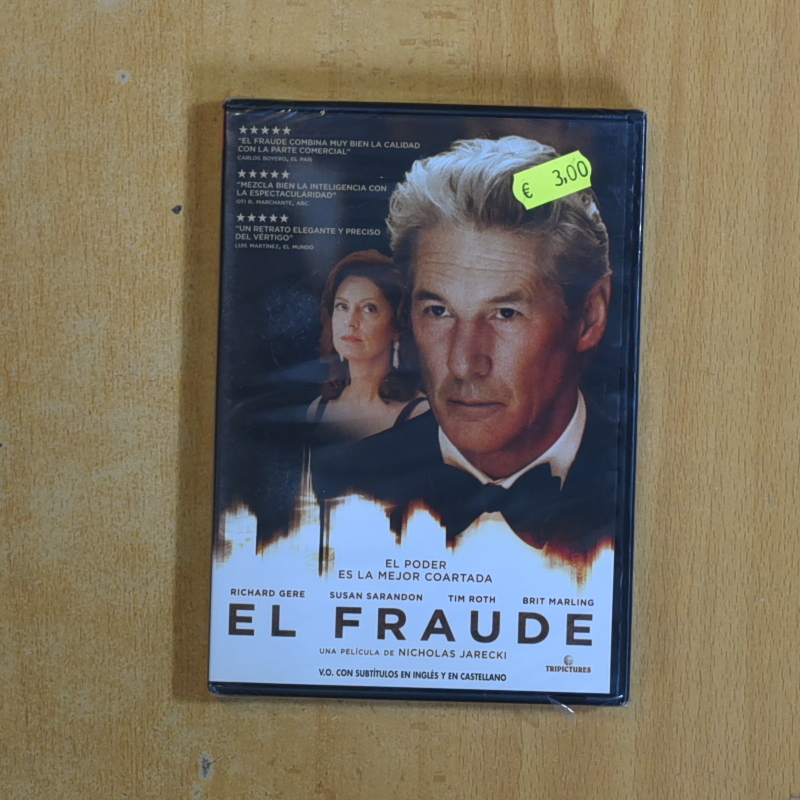 ★★★★★
"EL FRAUDE COMBINA MUY BIEN LA CALIDAD
CON LA PARTE COMERCIAL"
CARLOS BOYERO, EL PAÍS
★★★★★
"MEZCLA BIEN LA INTELIGENCIA CON
LA ESPECTACULARIDAD"
OTI R. MARCHANTE, ABC
★★★★★
"UN RETRATO ELEGANTE Y PRECISO
DEL VÉRTIGO"
LUIS MARTÍNEZ, EL MUNDO
€ 3,00
EL PODER
ES LA MEJOR COARTADA
RICHARD GERE SUSAN SARANDON TIM ROTH BRIT MARLING
EL FRAUDE
UNA PELÍCULA DE NICHOLAS JARECKI
TRIPICTURES
V.O. CON SUBTÍTULOS EN INGLÉS Y EN CASTELLANO